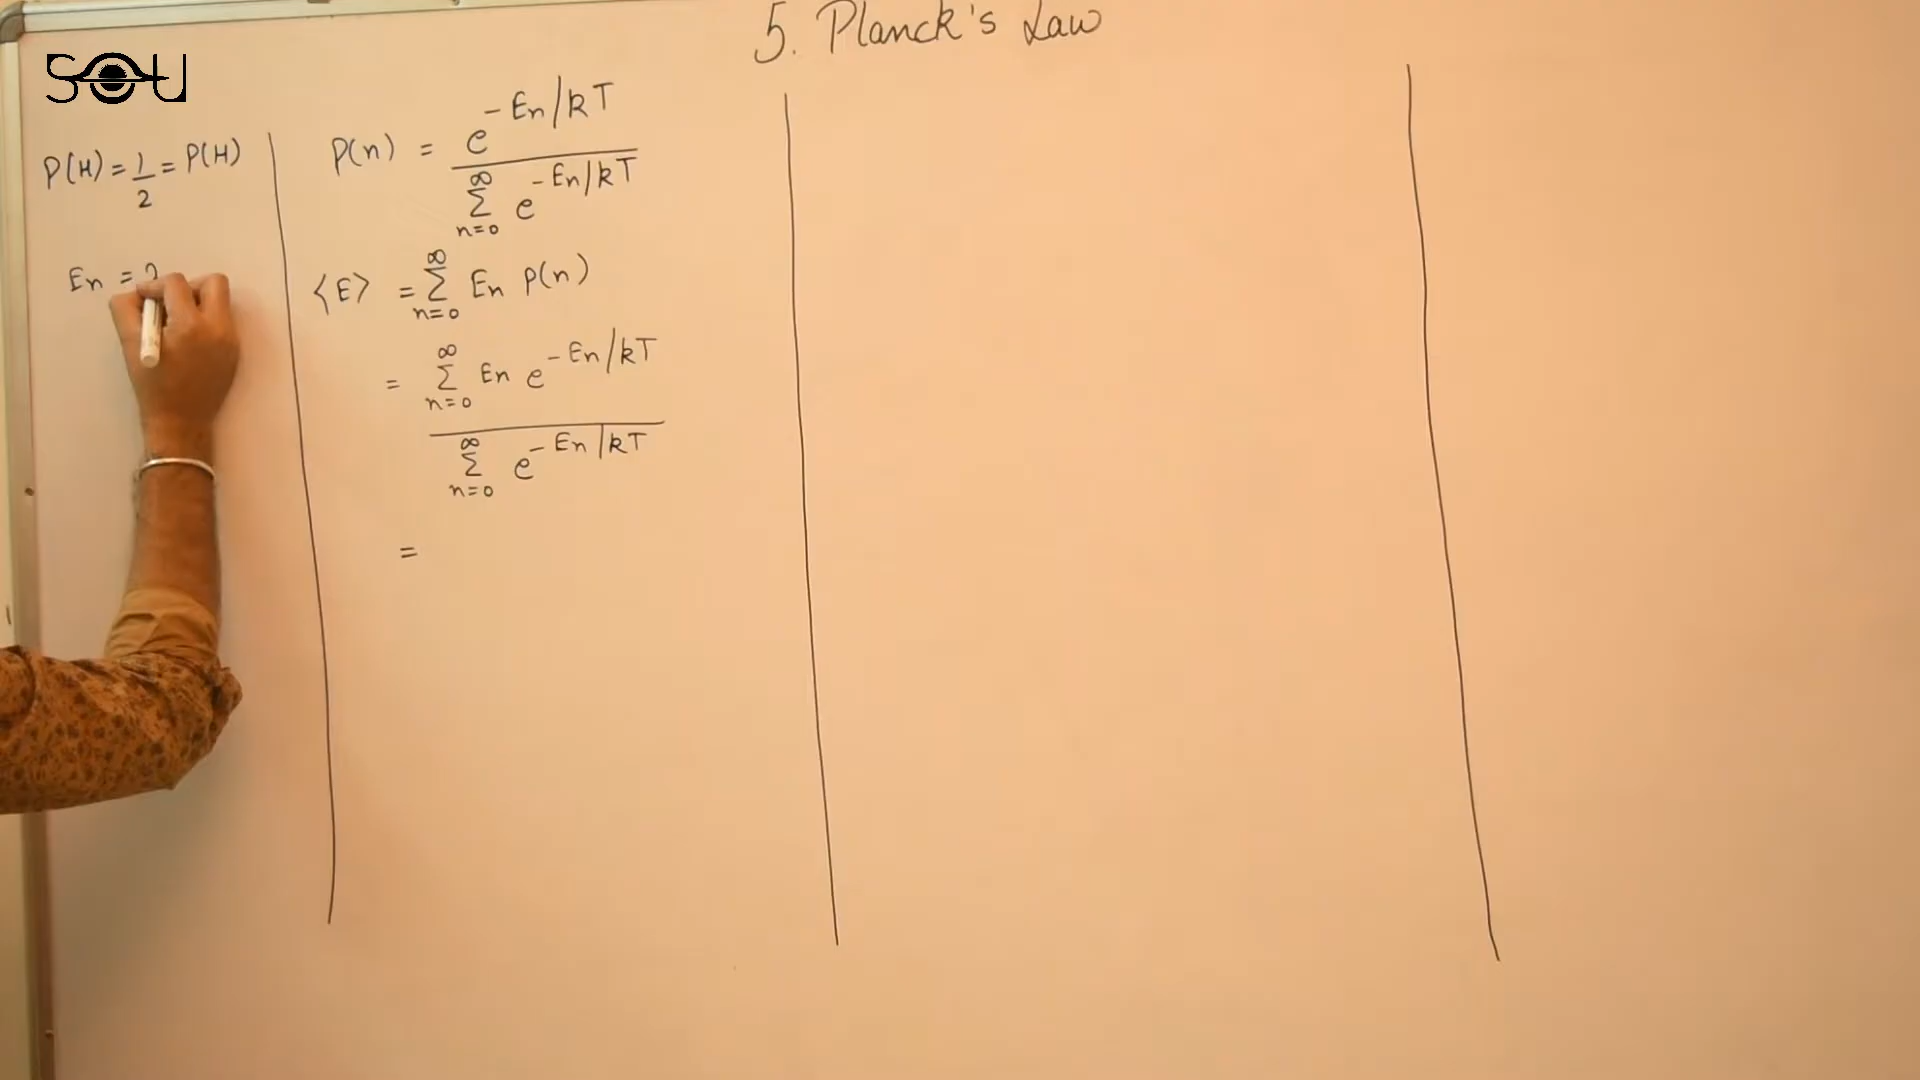 5. Planck's Law
SOU
P(H) = 1/2 = P(H)
En =
P(n) = e^-En/kT / ∞ Σ n=0 e^-En/kT
⟨E⟩ = ∞ Σ n=0 En P(n)
= ∞ Σ n=0 En e^-En/kT / ∞ Σ n=0 e^-En/kT
=